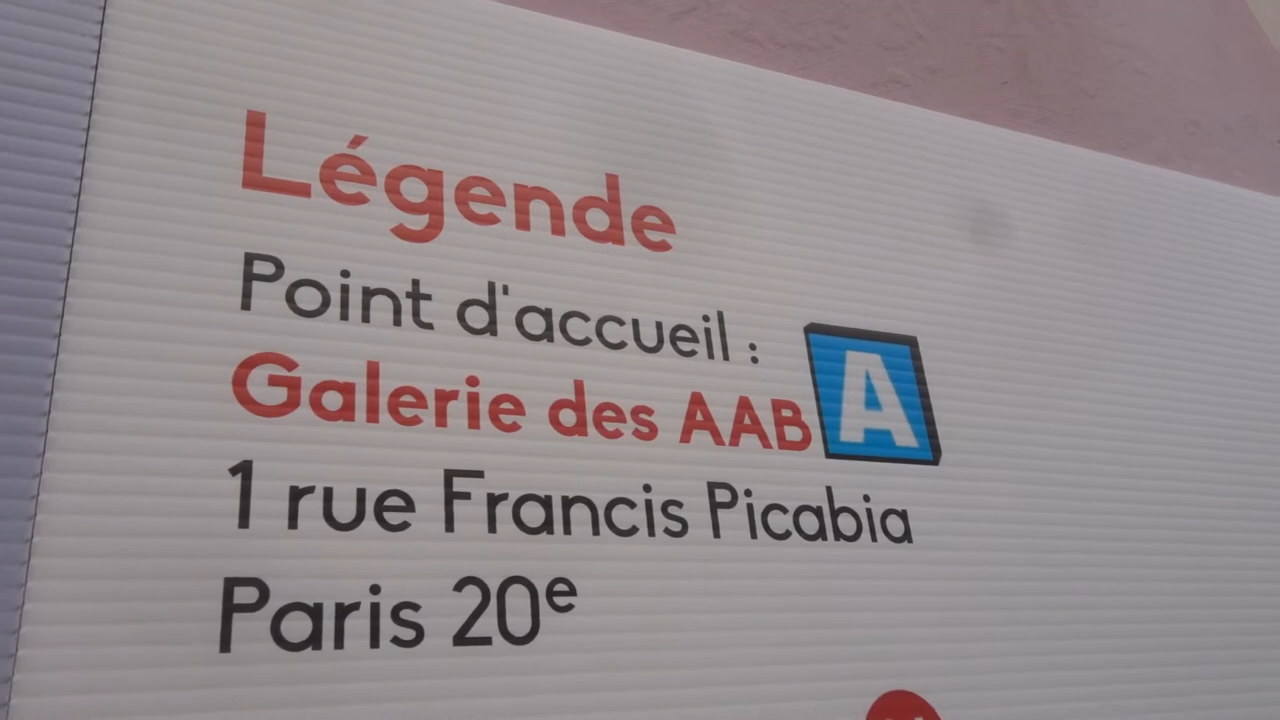 Légende
Point d'accueil :
A
Galerie des AAB
1 rue Francis Picabia
Paris 20e